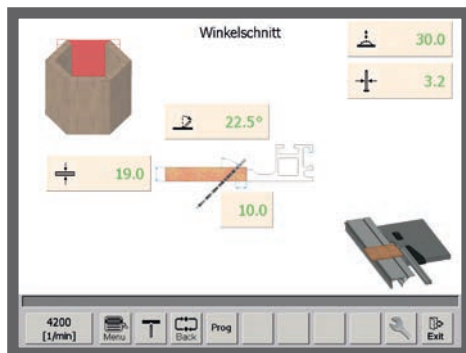 Winkelschnitt
30.0
3.2
22.5°
19.0
10.0
4200
[1/min]
Menu
Back
Prog
Exit